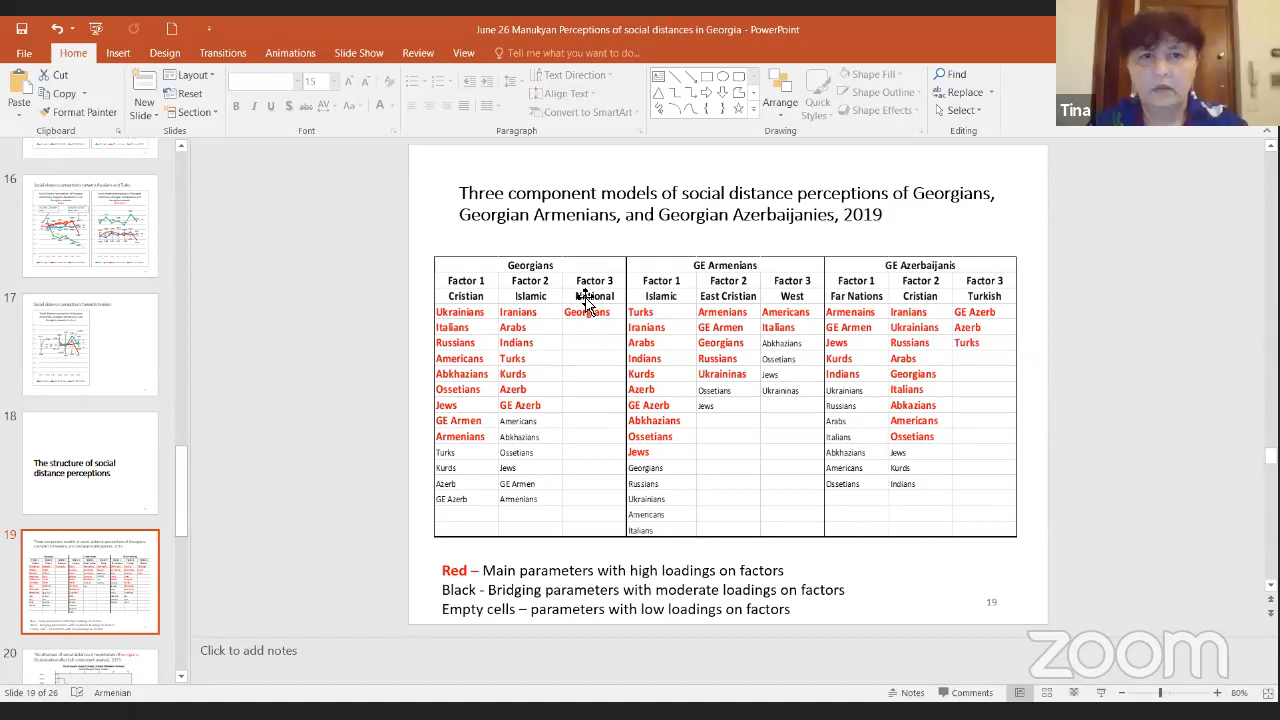 June 26 Manukyan Perceptions of social distances in Georgia - PowerPoint
File Home Insert Design Transitions Animations Slide Show Review View Tell me what you want to do...
Paste Cut Copy Format Painter Clipboard
New Slide Layout Reset Section Slides
15 Font
Text Direction Align Text Convert to SmartArt Paragraph
Arrange Quick Styles Shape Fill Shape Outline Shape Effects Drawing
Find Replace Select Editing
Tina
16
17
18
The structure of social
distance perceptions
19
20
Three component models of social distance perceptions of Georgians,
Georgian Armenians, and Georgian Azerbaijanies, 2019
Georgians GE Armenians GE Azerbaijanis
Factor 1 Factor 2 Factor 3 Factor 1 Factor 2 Factor 3 Factor 1 Factor 2 Factor 3
Cristian Islamic Islamic East Cristian West Far Nations Cristian Turkish
Ukrainians Iranians Georgians Turks Armenians Americans Armenains Iranians GE Azerb
Italians Arabs Iranians GE Armen Italians GE Armen Ukrainians Azerb
Russians Indians Arabs Georgians Abkhazians Jews Russians Turks
Americans Turks Indians Russians Ossetians Kurds Arabs
Abkhazians Kurds Kurds Ukraininas Jews Indians Georgians
Ossetians Azerb Azerb Ossetians Ukraininas Ukrainians Italians
Jews GE Azerb GE Azerb Jews Russians Abkazians
GE Armen Americans Abkhazians Arabs Americans
Armenians Abkhazians Ossetians Italians Ossetians
Turks Ossetians Jews Abkhazians Jews
Kurds Jews Georgians Americans Kurds
Azerb GE Armen Russians Ossetians Indians
GE Azerb Armenians Ukrainians
Americans
Italians
Red – Main parameters with high loadings on factors
Black - Bridging parameters with moderate loadings on factors
Empty cells – parameters with low loadings on factors
19
Click to add notes
zoom
Slide 19 of 26 Armenian Notes Comments 80%